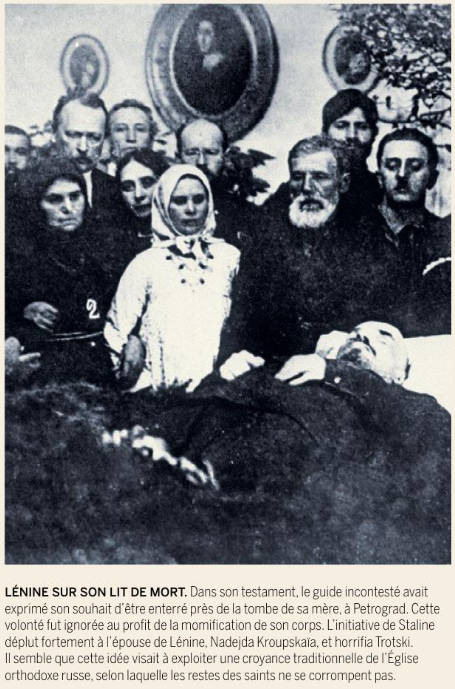 2
LÉNINE SUR SON LIT DE MORT. Dans son testament, le guide incontesté avait
exprimé son souhait d'être enterré près de la tombe de sa mère, à Petrograd. Cette
volonté fut ignorée au profit de la momification de son corps. L'initiative de Staline
déplut fortement à l'épouse de Lénine, Nadejda Kroupskaïa, et horrifia Trotski.
Il semble que cette idée visait à exploiter une croyance traditionnelle de l'Église
orthodoxe russe, selon laquelle les restes des saints ne se corrompent pas.